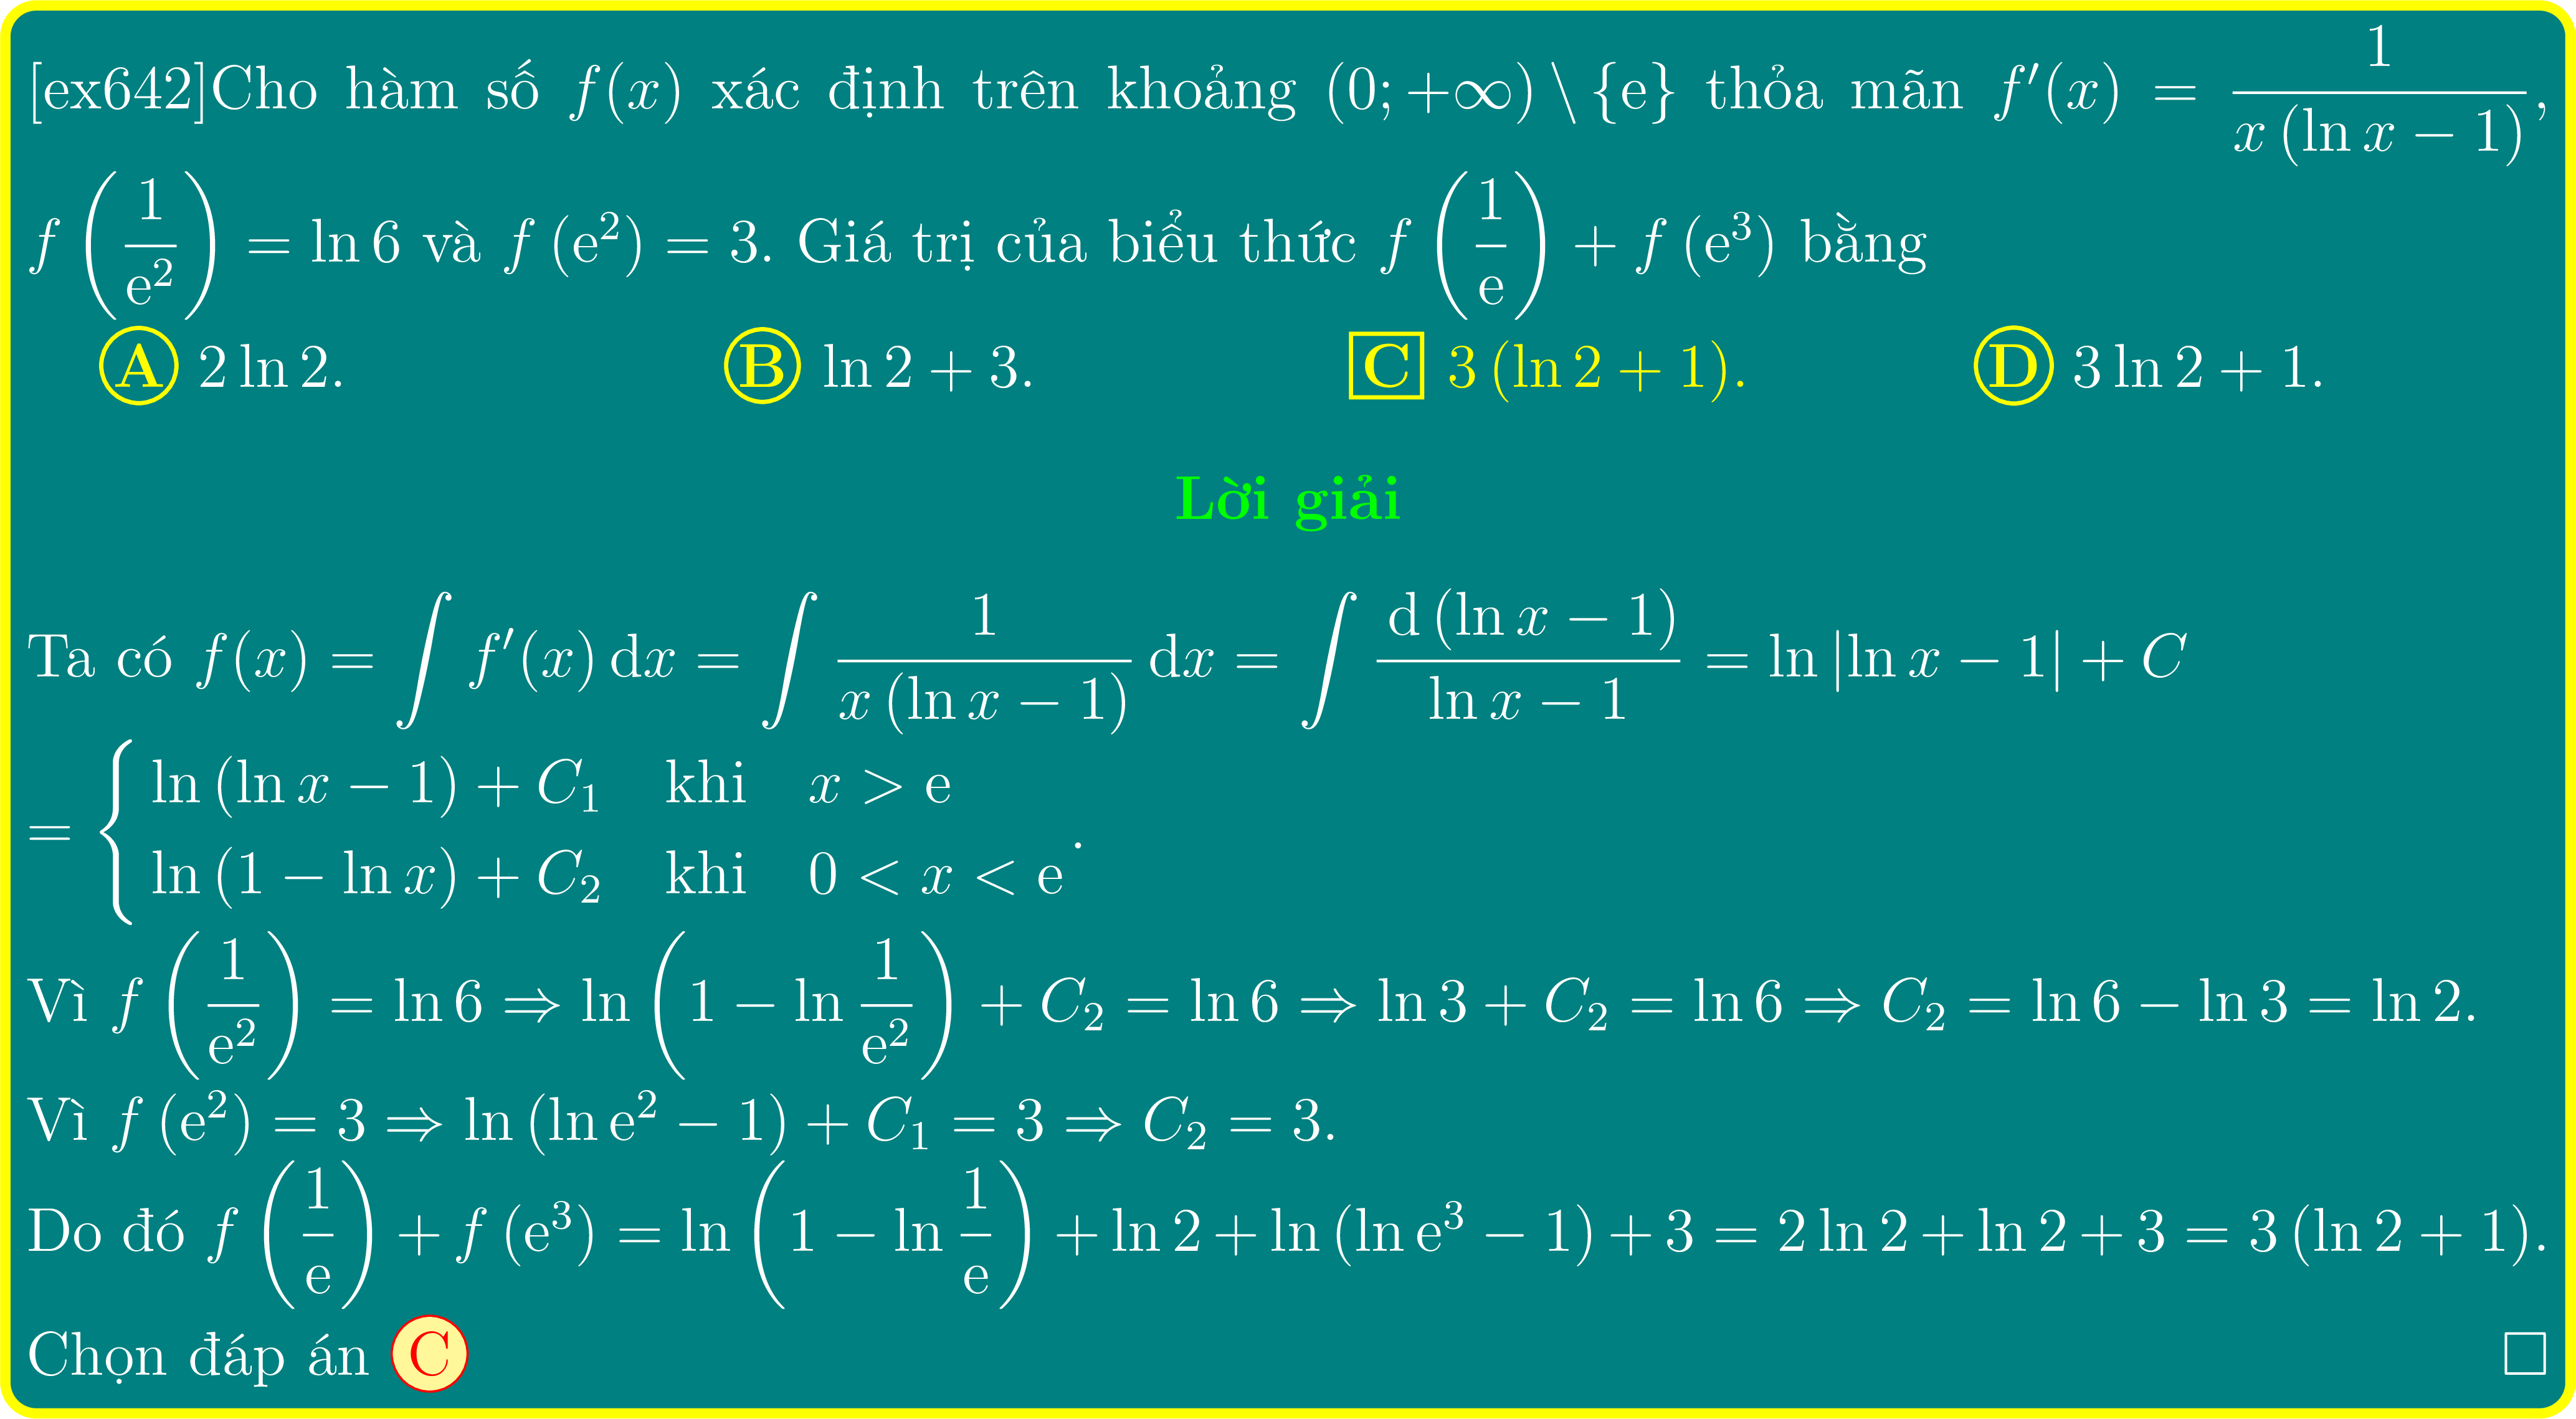 [ex642]Cho hàm số f(x) xác định trên khoảng (0; +∞) \ {e} thỏa mãn f′(x) = 1/(x (ln x − 1)),
f (1/e²) = ln 6 và f (e²) = 3. Giá trị của biểu thức f (1/e) + f (e³) bằng
A 2 ln 2. B ln 2 + 3. C 3 (ln 2 + 1). D 3 ln 2 + 1.
Lời giải
Ta có f(x) = ∫ f′(x) dx = ∫ 1/(x (ln x − 1)) dx = ∫ d (ln x − 1)/(ln x − 1) = ln |ln x − 1| + C
= { ln (ln x − 1) + C₁ khi x > e
ln (1 − ln x) + C₂ khi 0 < x < e .
Vì f (1/e²) = ln 6 ⇒ ln (1 − ln 1/e²) + C₂ = ln 6 ⇒ ln 3 + C₂ = ln 6 ⇒ C₂ = ln 6 − ln 3 = ln 2.
Vì f (e²) = 3 ⇒ ln (ln e² − 1) + C₁ = 3 ⇒ C₂ = 3.
Do đó f (1/e) + f (e³) = ln (1 − ln 1/e) + ln 2 + ln (ln e³ − 1) + 3 = 2 ln 2 + ln 2 + 3 = 3 (ln 2 + 1).
Chọn đáp án C □